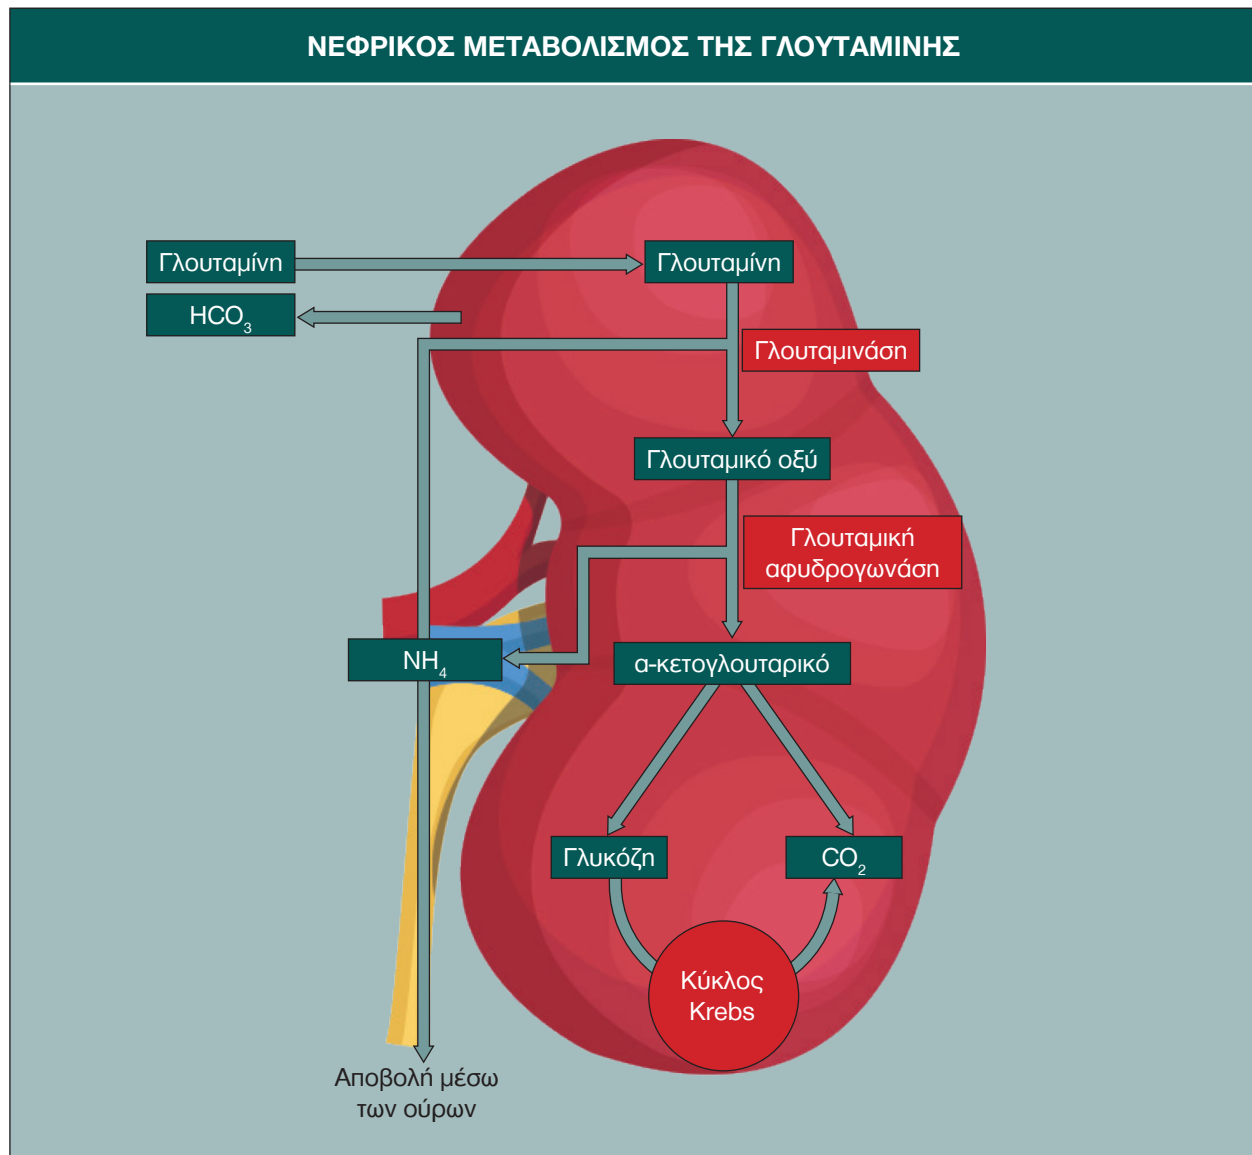 ΝΕΦΡΙΚΟΣ ΜΕΤΑΒΟΛΙΣΜΟΣ ΤΗΣ ΓΛΟΥΤΑΜΙΝΗΣ
Γλουταμίνη
Γλουταμίνη
HCO₃
Γλουταμινάση
Γλουταμικό οξύ
Γλουταμική
αφυδρογωνάση
NH₄
α-κετογλουταρικό
Γλυκόζη
CO₂
Κύκλος
Krebs
Αποβολή μέσω
των ούρων